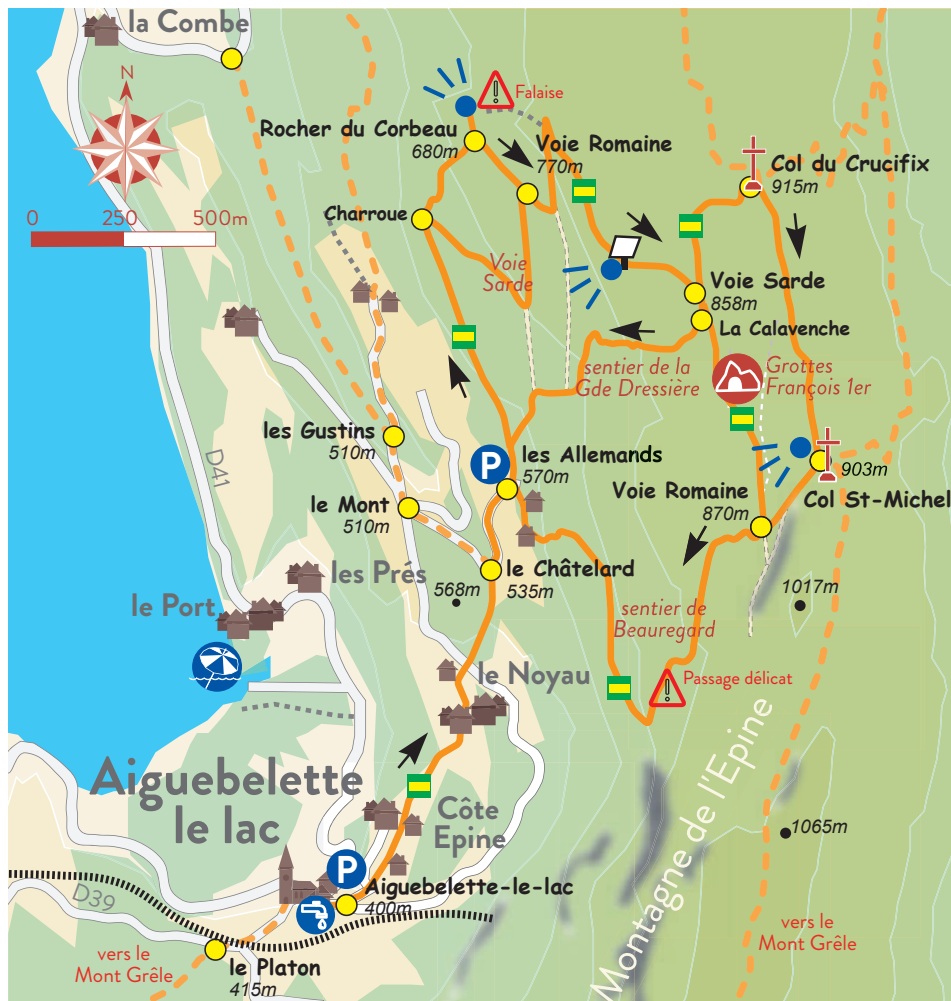 la Combe
N
0 250 500m
Falaise
Rocher du Corbeau
680m
Voie Romaine
770m
Col du Crucifix
915m
Charroue
Voie
Sarde
Voie Sarde
858m
La Calavenche
sentier de la
Gde Dressière
Grottes
François 1er
D41
les Gustins
510m
P
les Allemands
570m
903m
Col St-Michel
le Mont
510m
Voie Romaine
870m
les Prés
le Châtelard
535m
568m
1017m
le Port
sentier de
Beauregard
le Noyau
Passage délicat
Aiguebelette
le lac
Côte
Epine
Montagne de l'Epine
1065m
P
Aiguebelette-le-lac
400m
D39
vers le
Mont Grêle
le Platon
415m
vers le
Mont Grêle